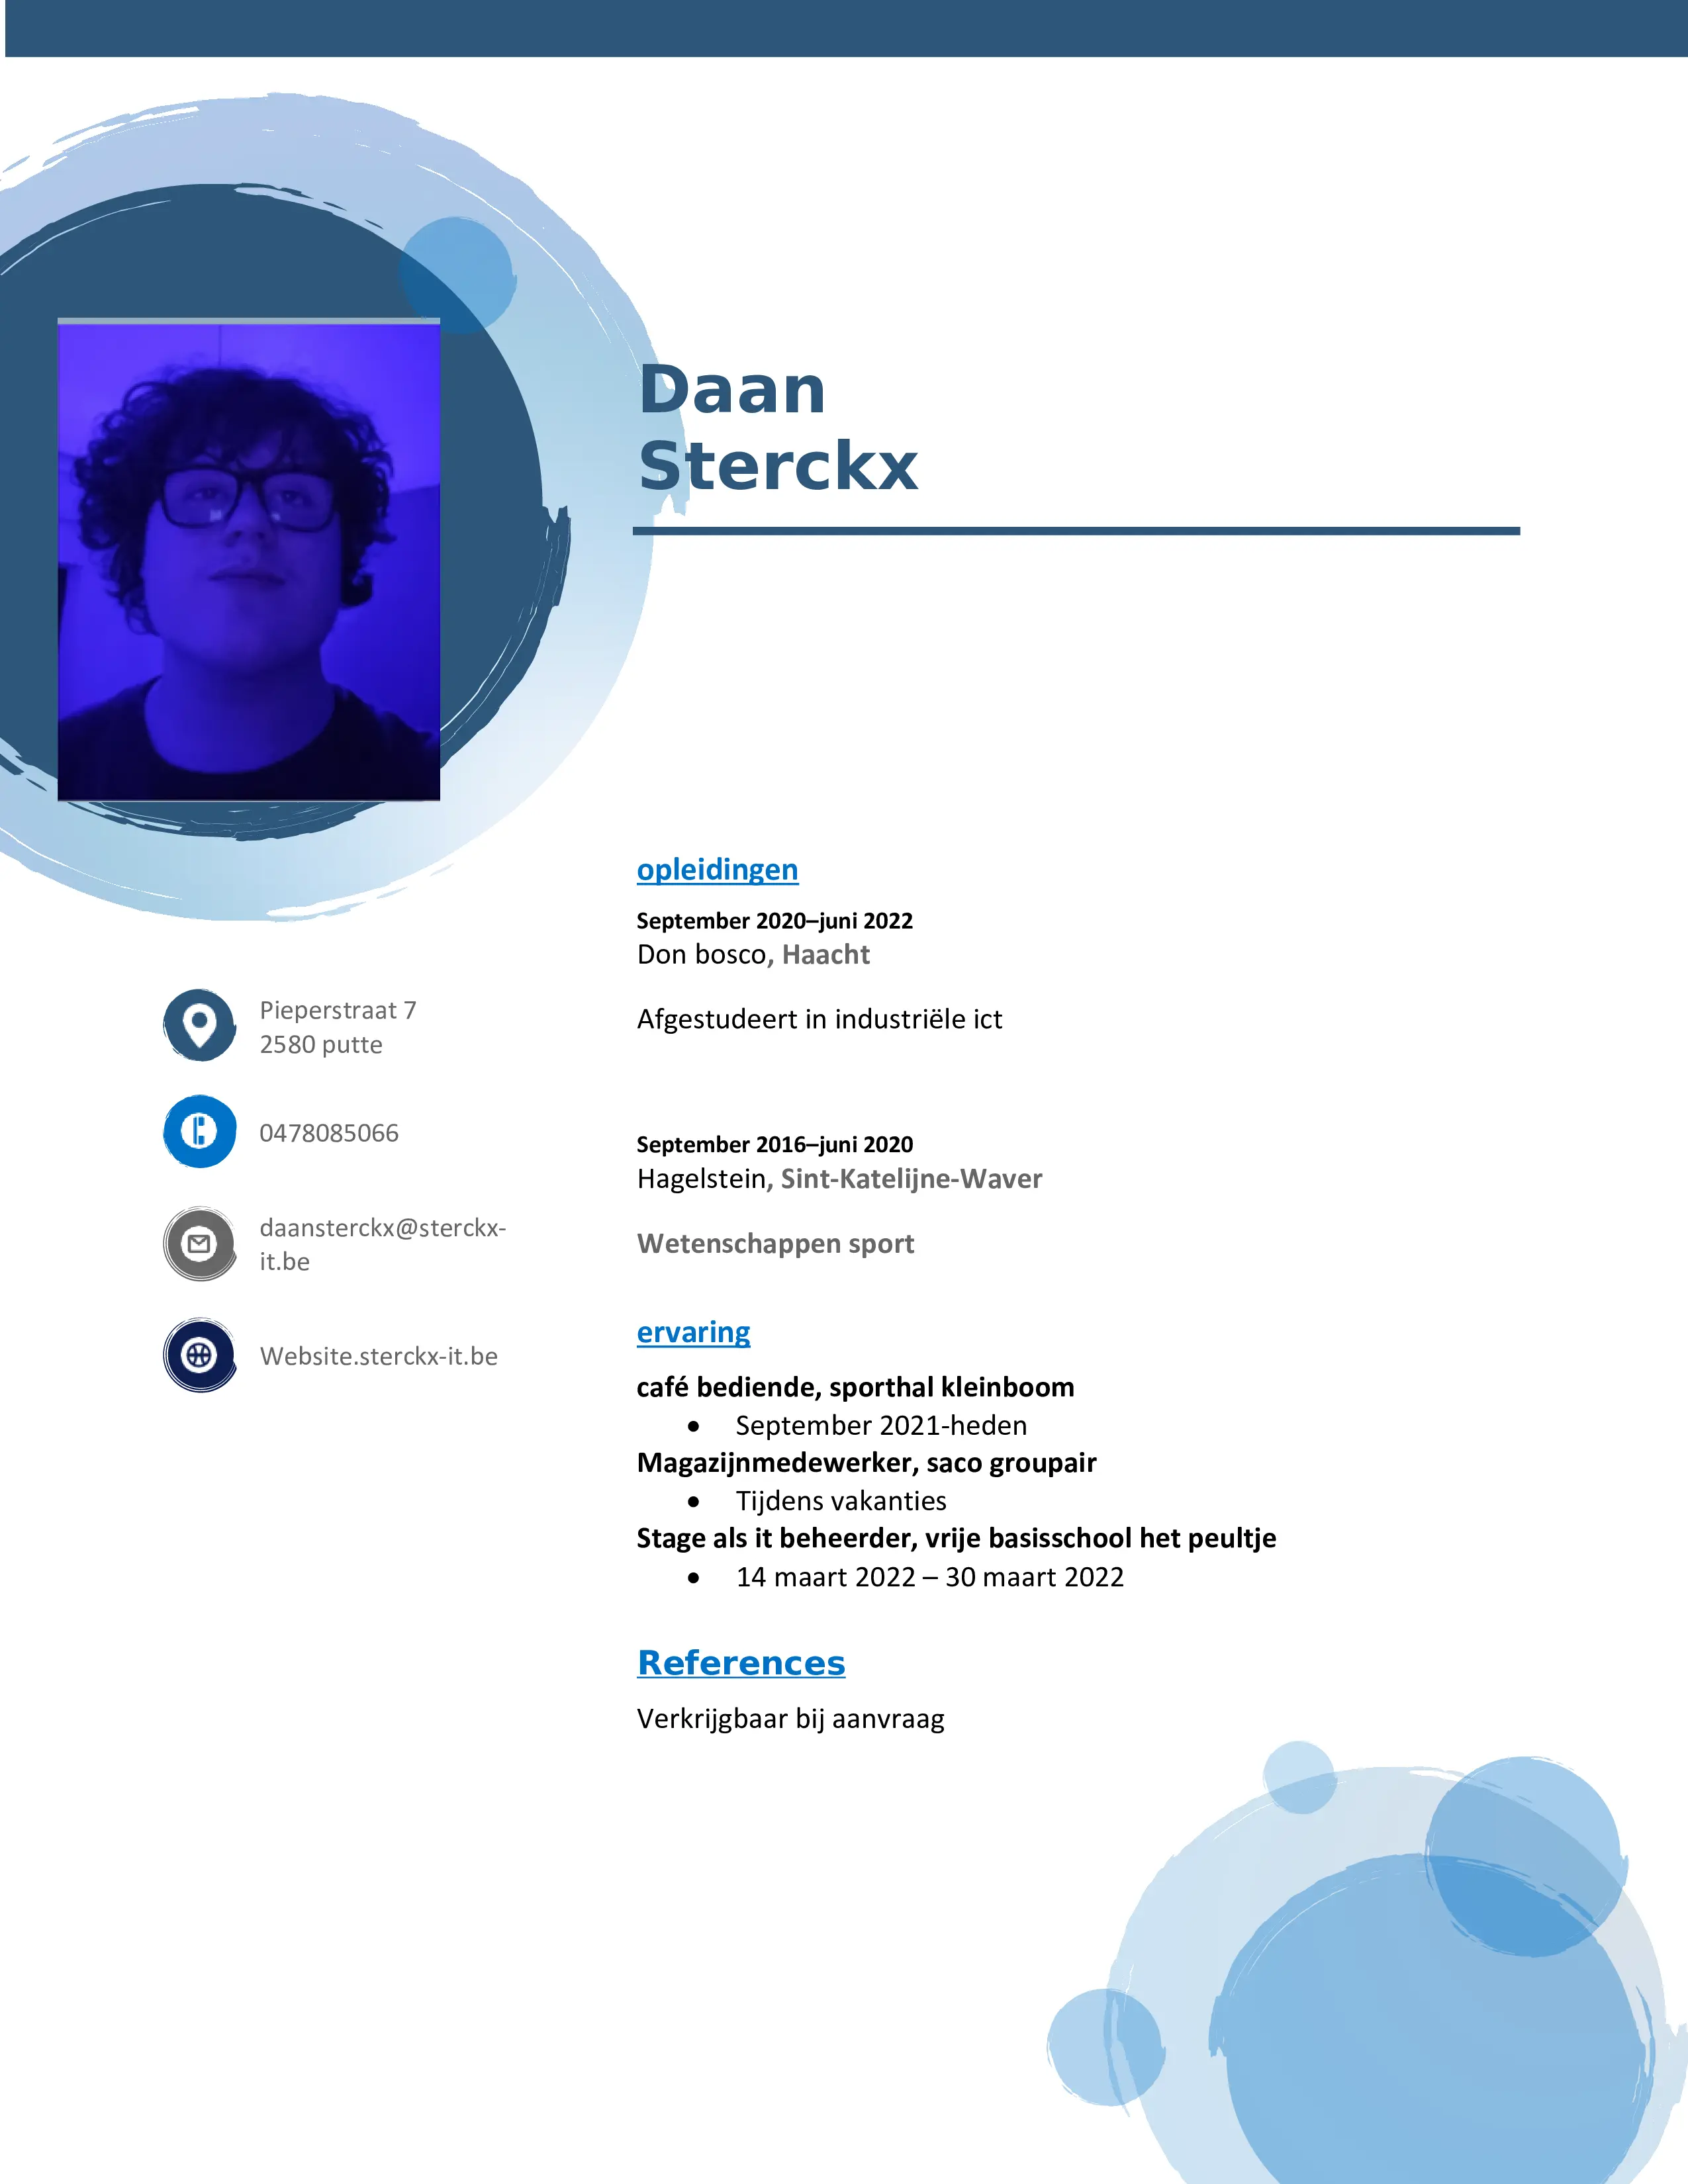 Daan
Sterckx
Pieperstraat 7
2580 putte
0478085066
daansterckx@sterckx-
it.be
Website.sterckx-it.be
opleidingen
September 2020–juni 2022
Don bosco, Haacht
Afgestudeert in industriële ict
September 2016–juni 2020
Hagelstein, Sint-Katelijne-Waver
Wetenschappen sport
ervaring
café bediende, sporthal kleinboom
• September 2021-heden
Magazijnmedewerker, saco groupair
• Tijdens vakanties
Stage als it beheerder, vrije basisschool het peultje
• 14 maart 2022 – 30 maart 2022
References
Verkrijgbaar bij aanvraag